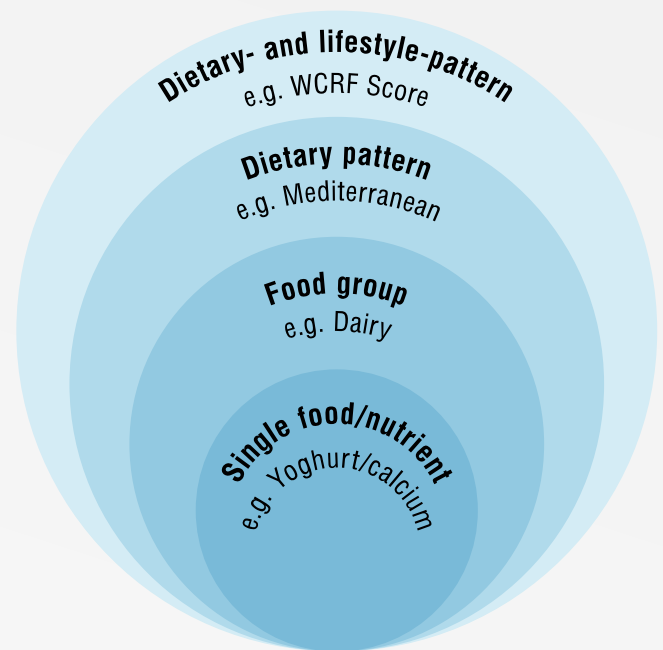 Dietary- and lifestyle-pattern
e.g. WCRF Score
Dietary pattern
e.g. Mediterranean
Food group
e.g. Dairy
Single food/nutrient
e.g. Yoghurt/calcium